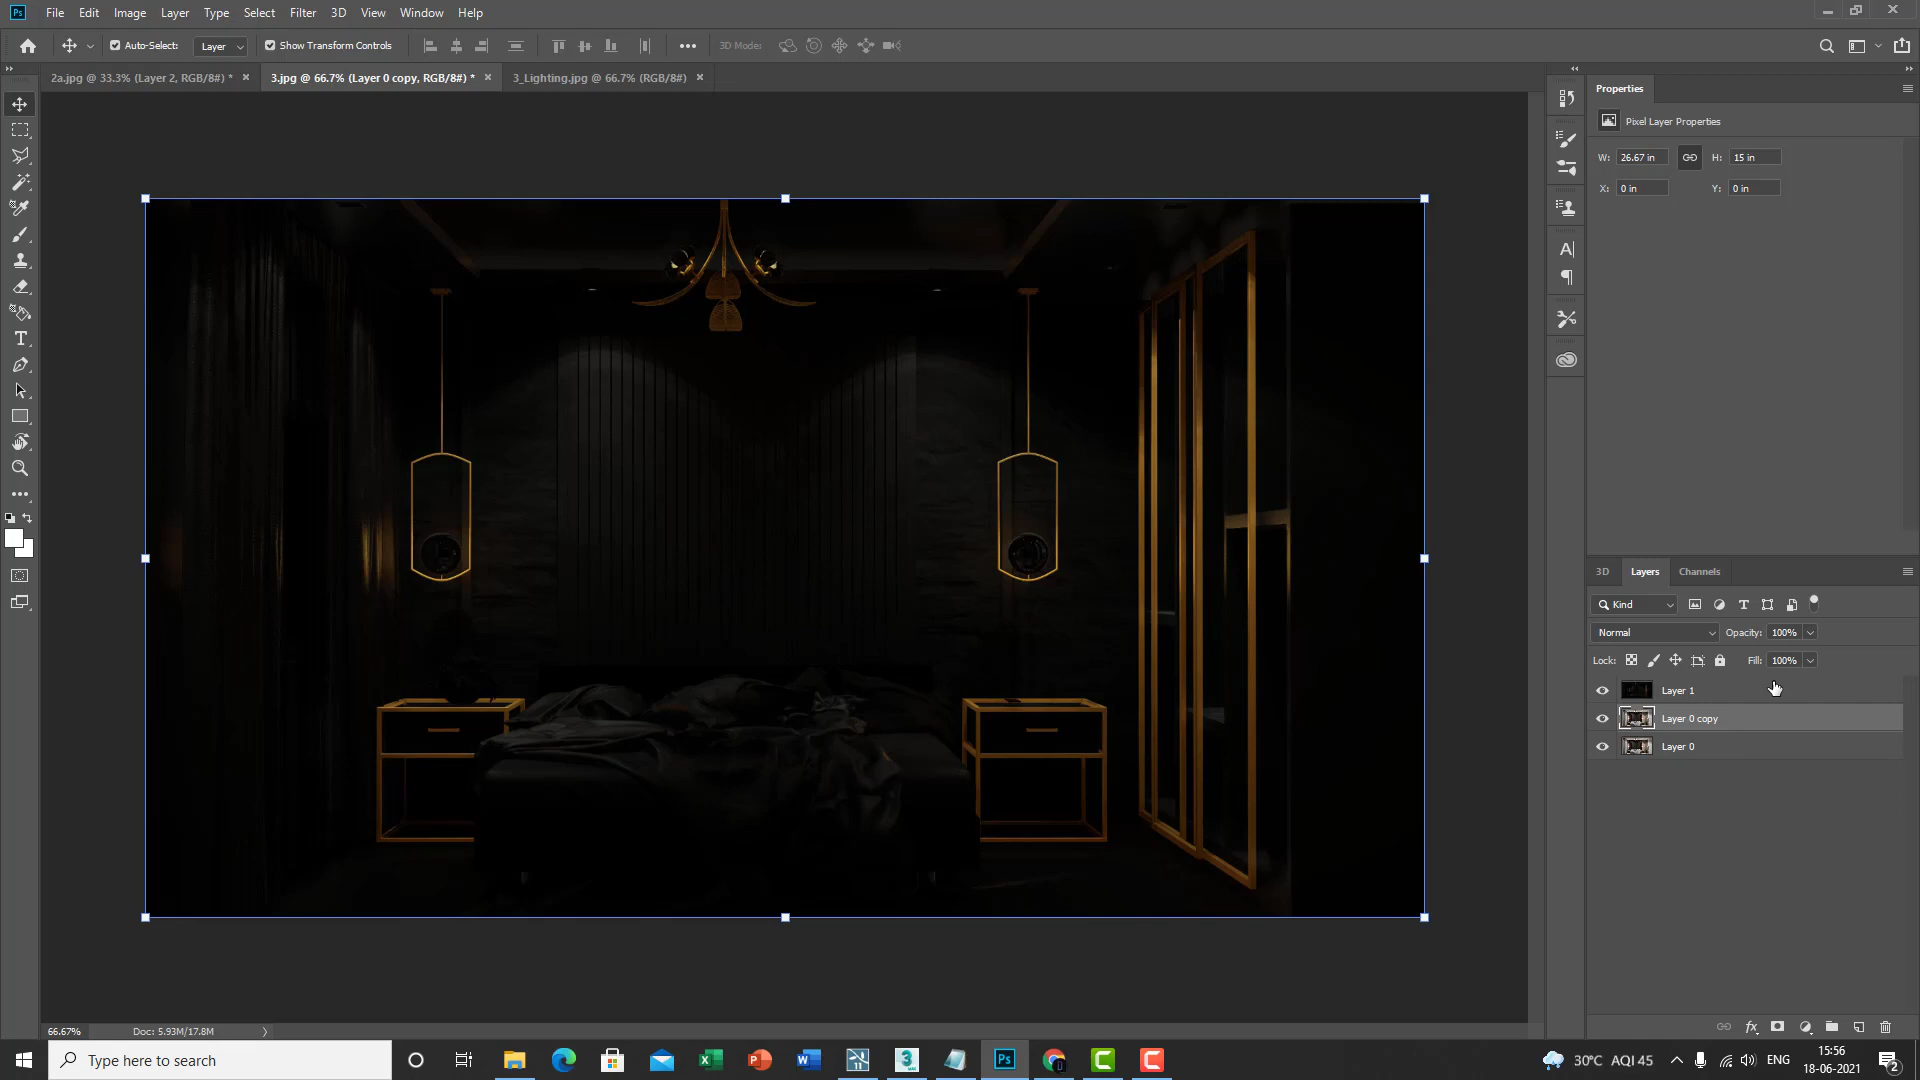 Ps File Edit Image Layer Type Select Filter 3D View Window Help
Auto-Select: Layer Show Transform Controls 3D Mode:
2a.jpg @ 33.3% (Layer 2, RGB/8#) * × 3.jpg @ 66.7% (Layer 0 copy, RGB/8#) * × 3_Lighting.jpg @ 66.7% (RGB/8#) ×
Properties
Pixel Layer Properties
W: 26.67 in H: 15 in
X: 0 in Y: 0 in
3D Layers Channels
Kind
Normal Opacity: 100%
Lock: Fill: 100%
Layer 1
Layer 0 copy
Layer 0
66.67% Doc: 5.93M/17.8M
Type here to search
30°C AQI 45 ENG
15:56
18-06-2021
2